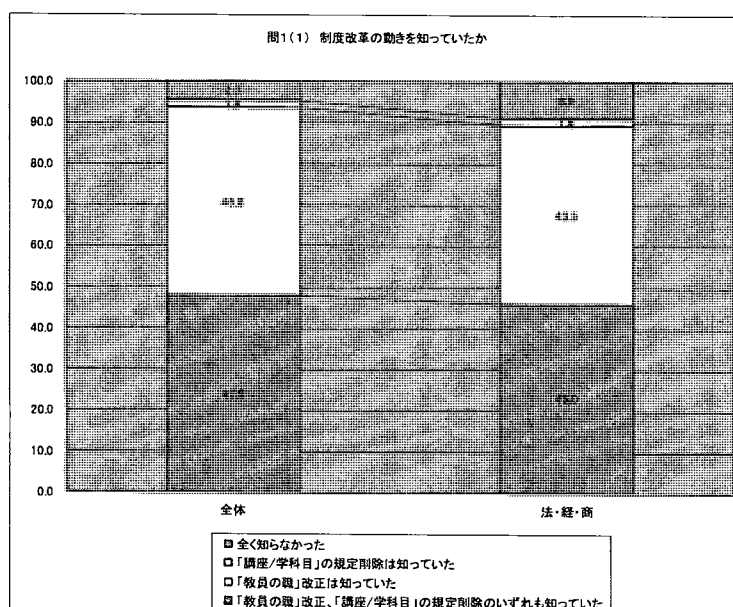 問1(1) 制度改革の動きを知っていたか
100.0
90.0
80.0
70.0
60.0
50.0
40.0
30.0
20.0
10.0
0.0
43.5
全体
法・経・商
全く知らなかった
「講座/学科目」の規定削除は知っていた
「教員の職」改正は知っていた
「教員の職」改正、「講座/学科目」の規定削除のいずれも知っていた